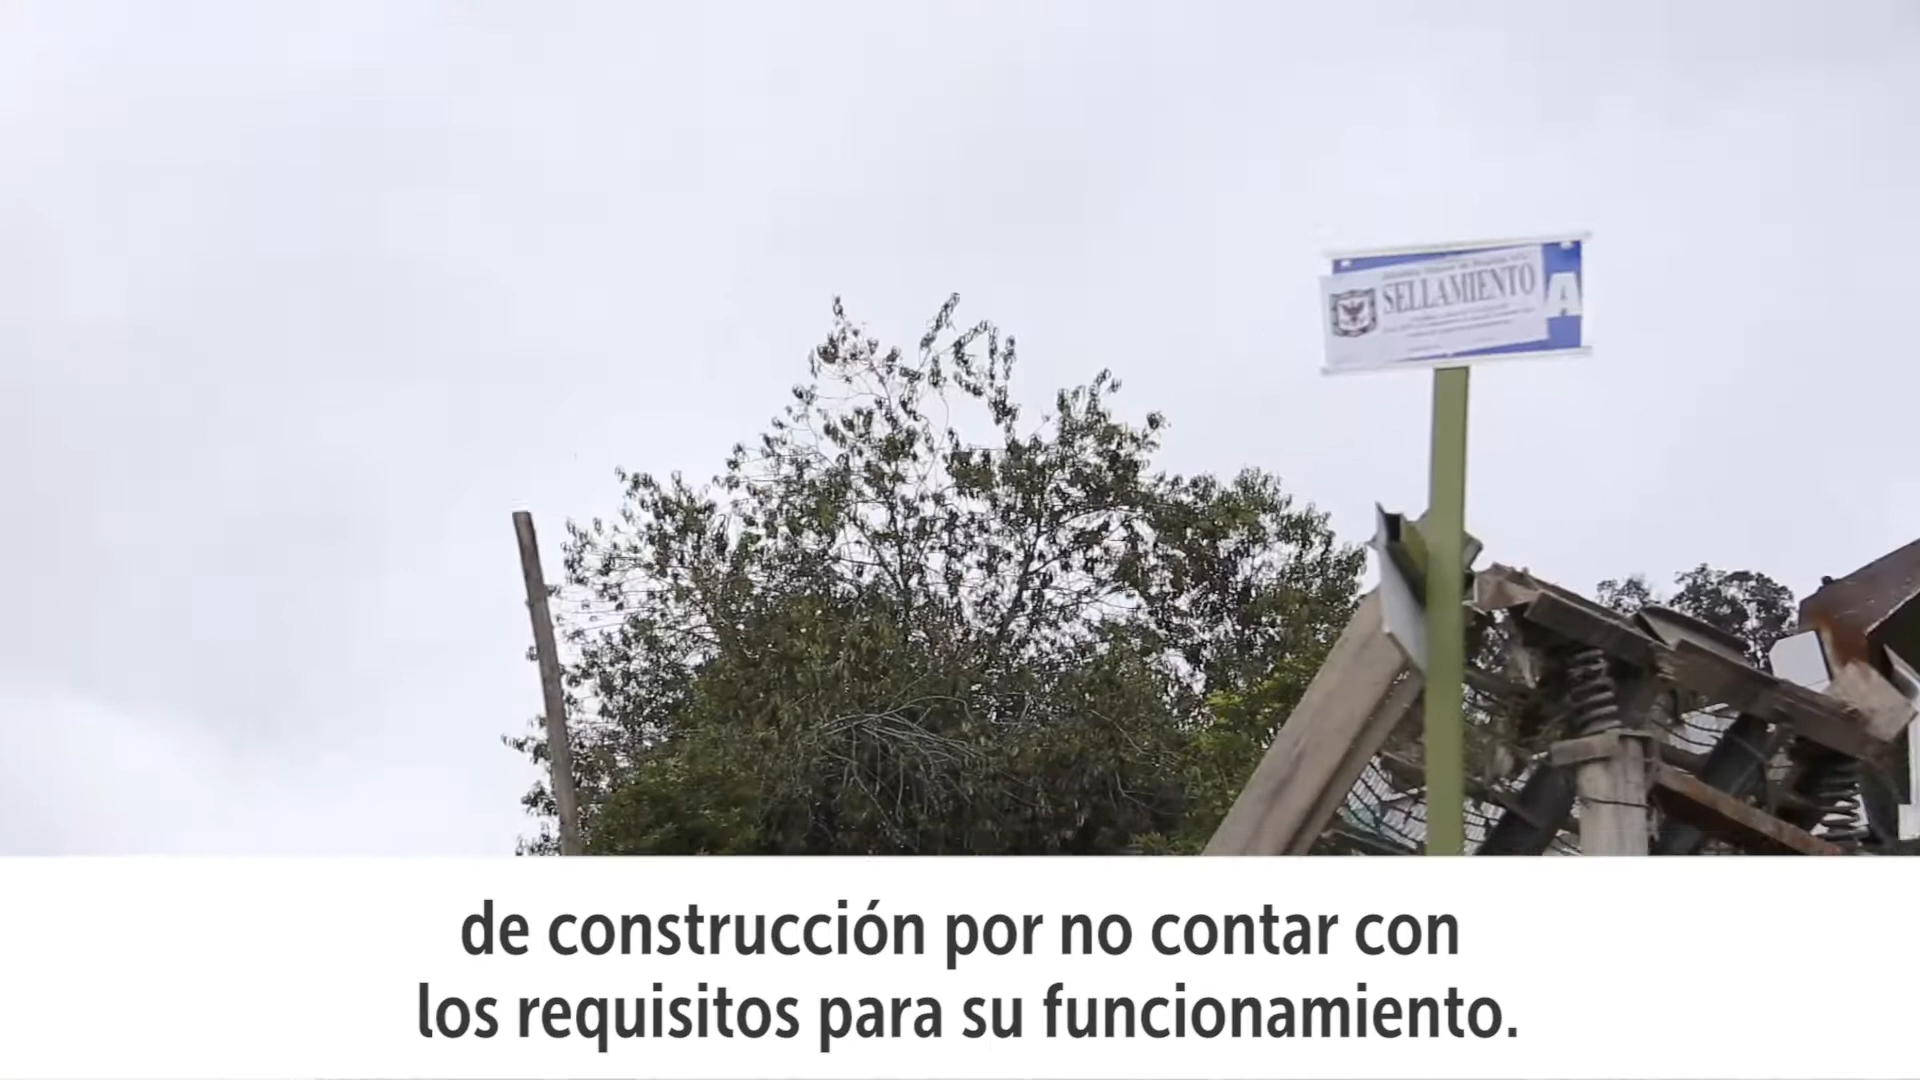 SELLAMIENTO
A
de construcción por no contar con
los requisitos para su funcionamiento.